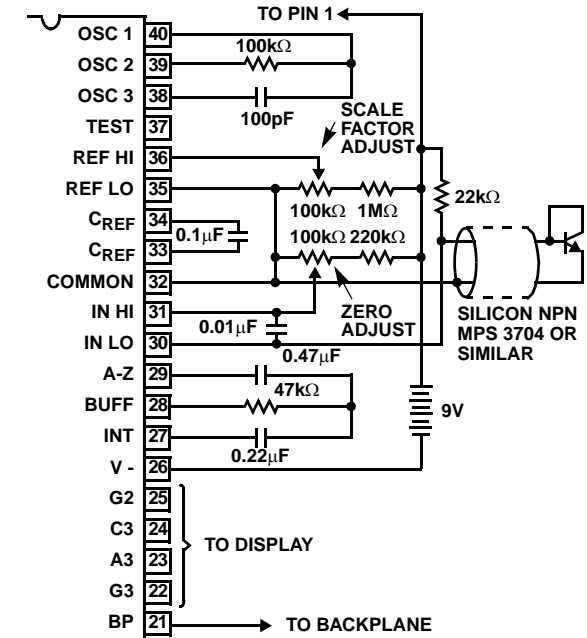 TO PIN 1
OSC 1 40
100kΩ
OSC 2 39
OSC 3 38
100pF
TEST 37
SCALE
FACTOR
ADJUST
REF HI 36
REF LO 35
22kΩ
100kΩ 1MΩ
CREF 34
0.1µF
100kΩ 220kΩ
CREF 33
COMMON 32
IN HI 31
ZERO
ADJUST
SILICON NPN
MPS 3704 OR
SIMILAR
0.01µF
IN LO 30
0.47µF
A-Z 29
47kΩ
BUFF 28
9V
INT 27
0.22µF
V - 26
G2 25
C3 24
TO DISPLAY
A3 23
G3 22
BP 21
TO BACKPLANE